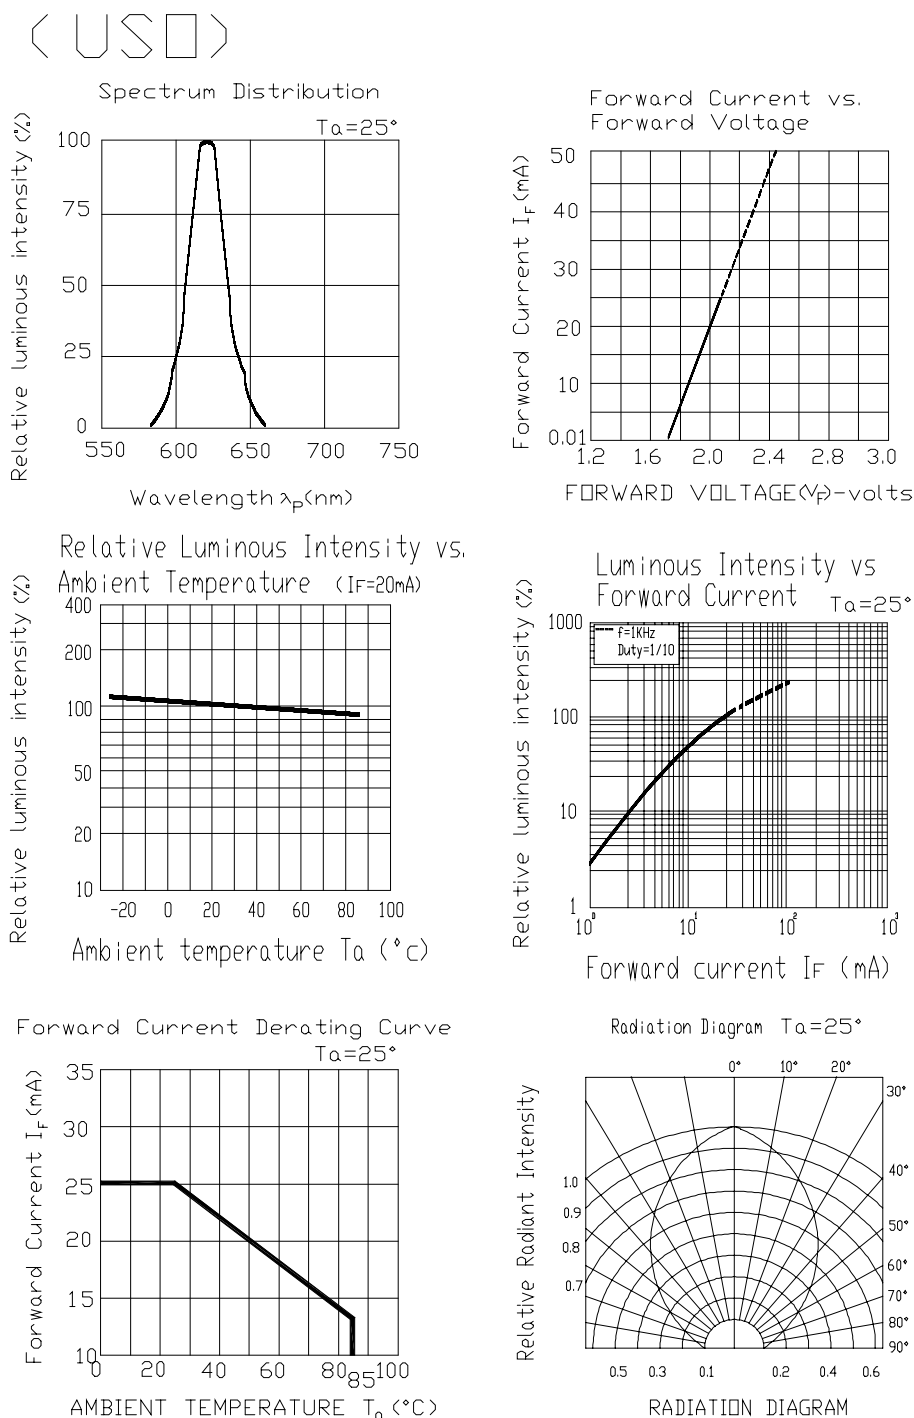 (USO)
Spectrum Distribution
Ta=25°
Relative luminous intensity (%)
100
75
50
25
0
550 600 650 700 750
Wavelength λP(nm)
Forward Current vs.
Forward Voltage
Forward Current IF(mA)
50
40
30
20
10
0.01
1.2 1.6 2.0 2.4 2.8 3.0
FORWARD VOLTAGE(VF)-volts
Relative Luminous Intensity vs.
Ambient Temperature (IF=20mA)
Relative luminous intensity (%)
400
200
100
50
20
10
-20 0 20 40 60 80 100
Ambient temperature Ta (°c)
Luminous Intensity vs
Forward Current Ta=25°
Relative luminous intensity (%)
1000
f=1KHz
Duty=1/10
100
10
1
10⁰ 10¹ 10² 10³
Forward current IF (mA)
Forward Current Derating Curve
Ta=25°
Forward Current IF(mA)
35
30
25
20
15
10
0 20 40 60 80 85 100
AMBIENT TEMPERATURE Ta (°C)
Radiation Diagram Ta=25°
Relative Radiant Intensity
0° 10° 20°
30°
40°
50°
60°
70°
80°
90°
1.0
0.9
0.8
0.7
0.5 0.3 0.1 0.2 0.4 0.6
RADIATION DIAGRAM